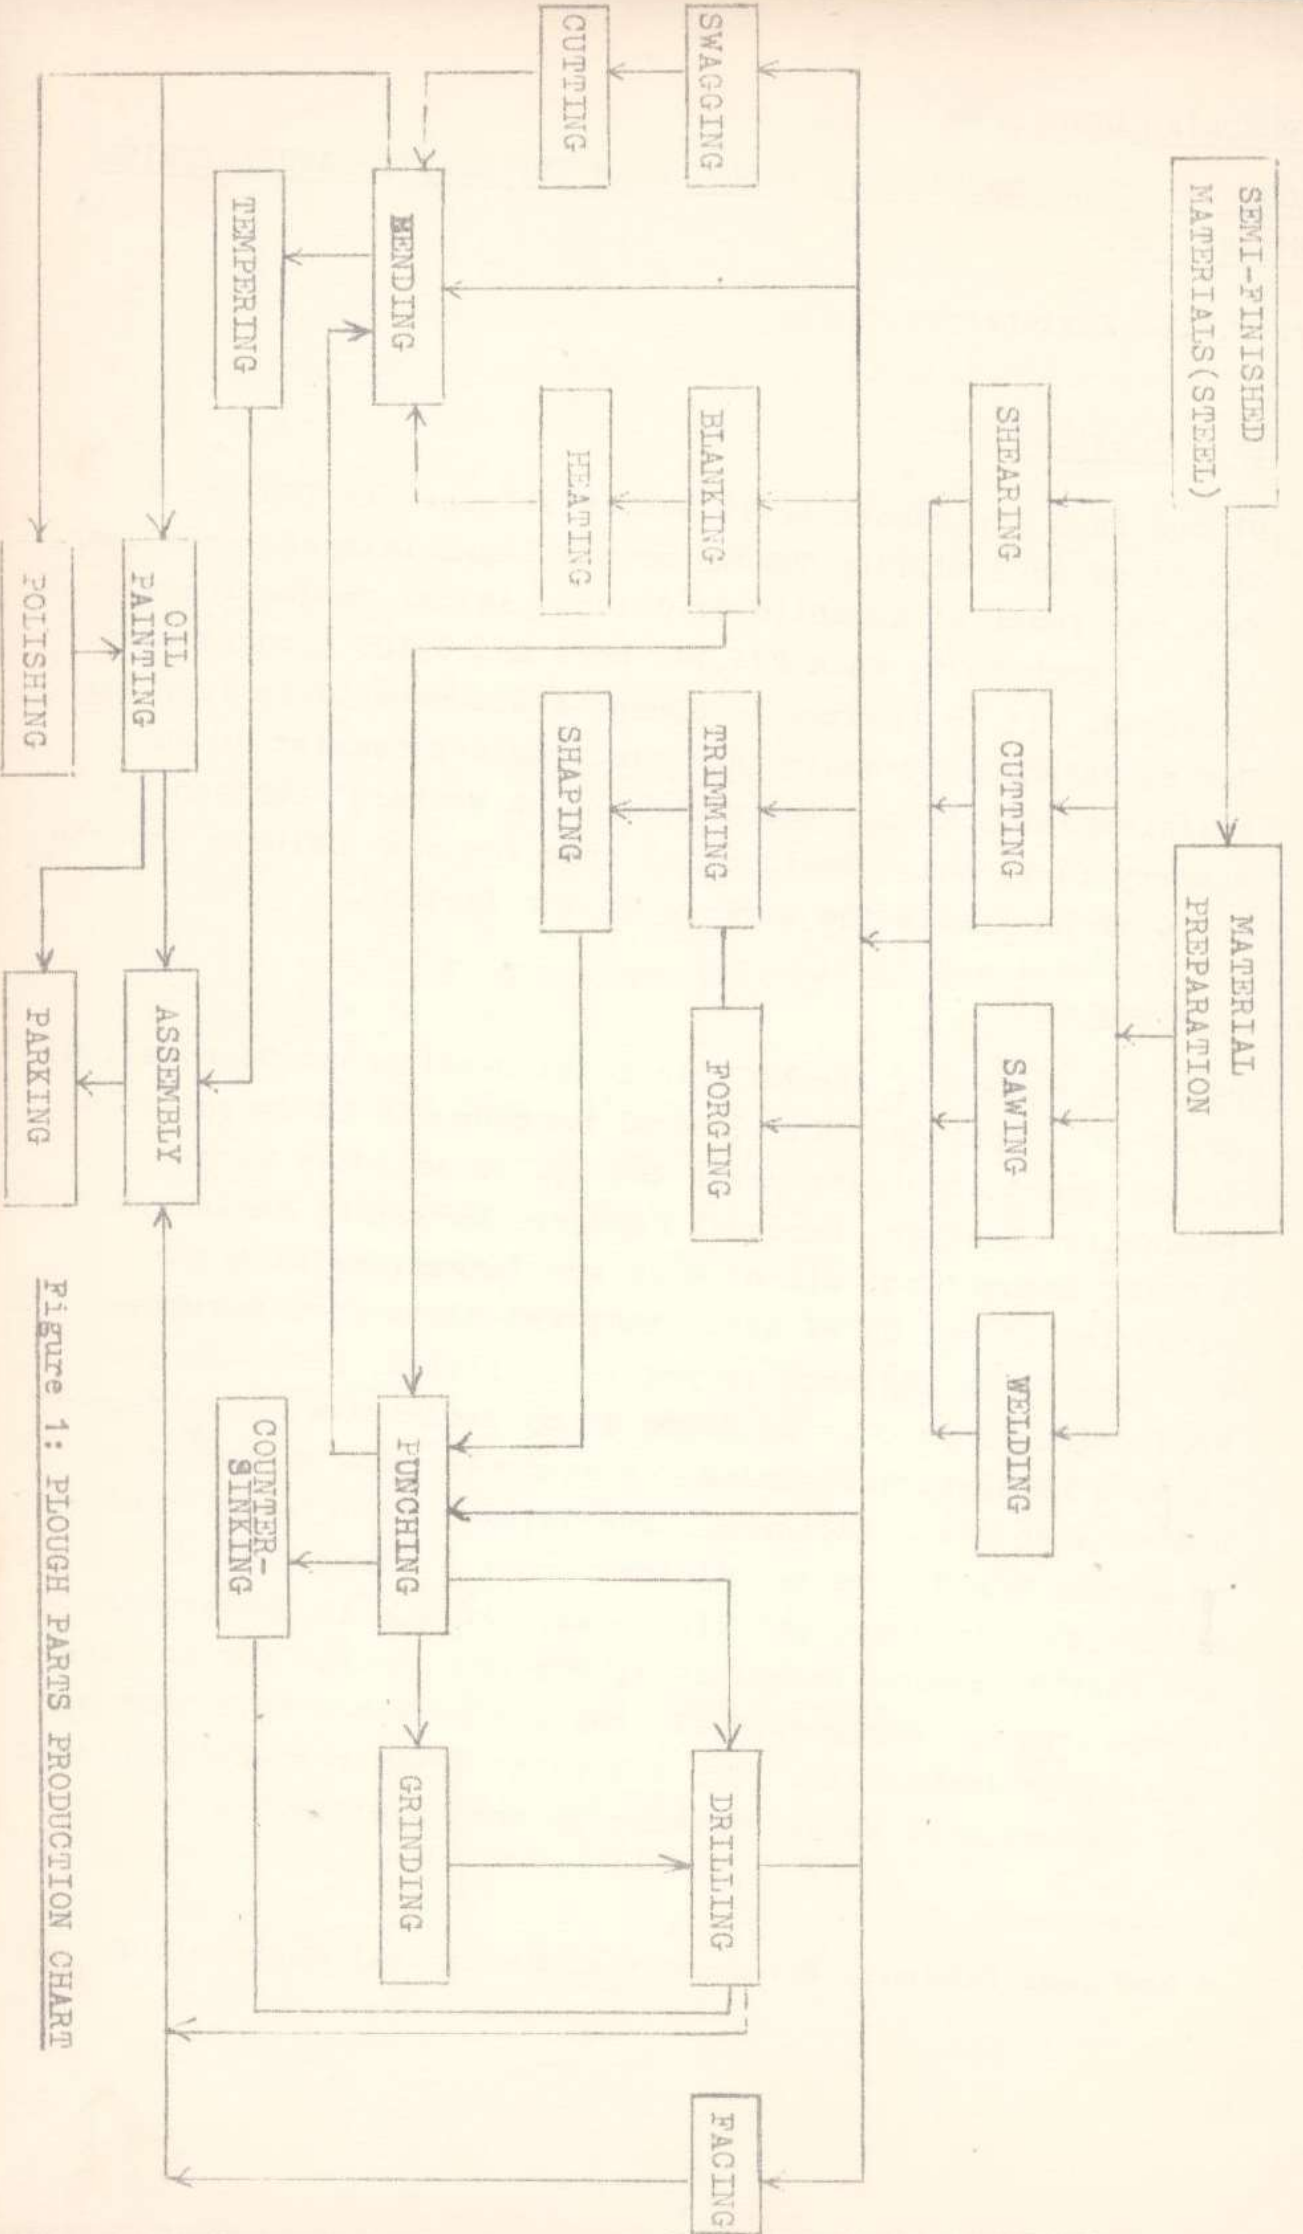 SEMI-FINISHED
MATERIALS(STEEL)
MATERIAL
PREPARATION
SHEARING
CUTTING
SAWING
WELDING
SWAGGING
BLANKING
TRIMMING
FORGING
DRILLING
FACING
CUTTING
HEATING
SHAPING
BENDING
PUNCHING
GRINDING
TEMPERING
COUNTER-
SINKING
OIL
PAINTING
ASSEMBLY
POLISHING
PARKING
Figure 1: PLOUGH PARTS PRODUCTION CHART